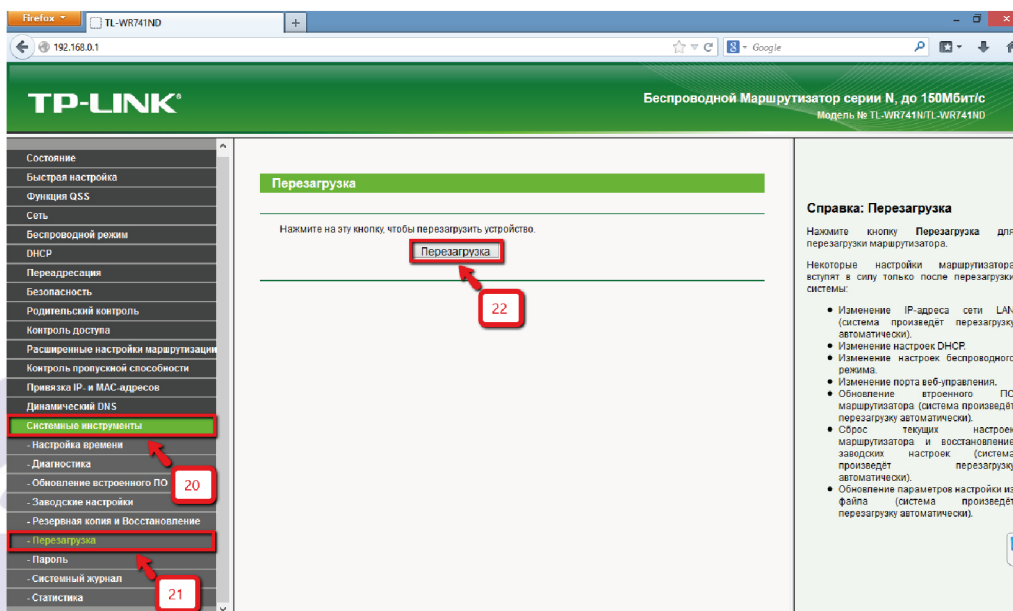 Firefox
TL-WR741ND
+
192.168.0.1
Google
TP-LINK®
Беспроводной Маршрутизатор серии N, до 150Мбит/с
Модель № TL-WR741N/TL-WR741ND
Состояние
Быстрая настройка
Функция QSS
Сеть
Беспроводной режим
DHCP
Переадресация
Безопасность
Родительский контроль
Контроль доступа
Расширенные настройки маршрутизации
Контроль пропускной способности
Привязка IP- и MAC-адресов
Динамический DNS
Системные инструменты
- Настройка времени
- Диагностика
- Обновление встроенного ПО
- Заводские настройки
- Резервная копия и Восстановление
- Перезагрузка
- Пароль
- Системный журнал
- Статистика
20
21
Перезагрузка
Нажмите на эту кнопку, чтобы перезагрузить устройство.
Перезагрузка
22
Справка: Перезагрузка
Нажмите кнопку Перезагрузка для
перезагрузки маршрутизатора.
Некоторые настройки маршрутизатора
вступят в силу только после перезагрузки
системы:
• Изменение IP-адреса сети LAN
(система произведёт перезагрузку
автоматически).
• Изменение настроек DHCP.
• Изменение настроек беспроводного
режима.
• Изменение порта веб-управления.
• Обновление втроенного ПО
маршрутизатора (система произведёт
перезагрузку автоматически).
• Сброс текущих настроек
маршрутизатора и восстановление
заводских настроек (система
произведёт перезагрузку
автоматически).
• Обновление параметров настройки из
файла (система произведёт
перезагрузку автоматически).